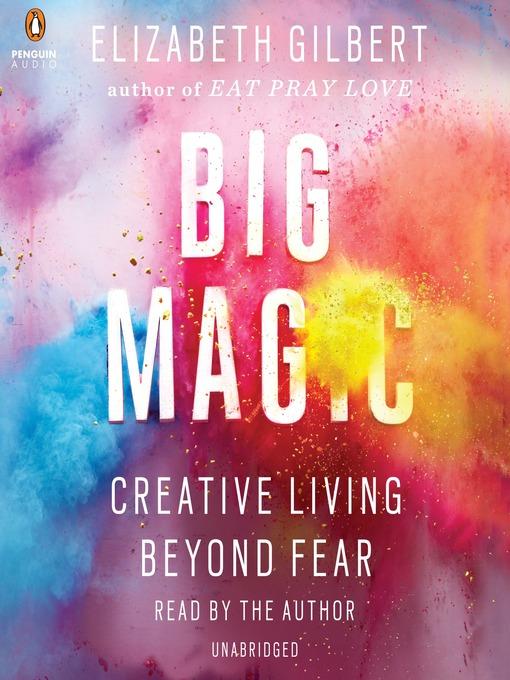 ELIZABETH GILBERT
PENGUIN
AUDIO
author of EAT PRAY LOVE
BIG
MAGIC
CREATIVE LIVING
BEYOND FEAR
READ BY THE AUTHOR
UNABRIDGED